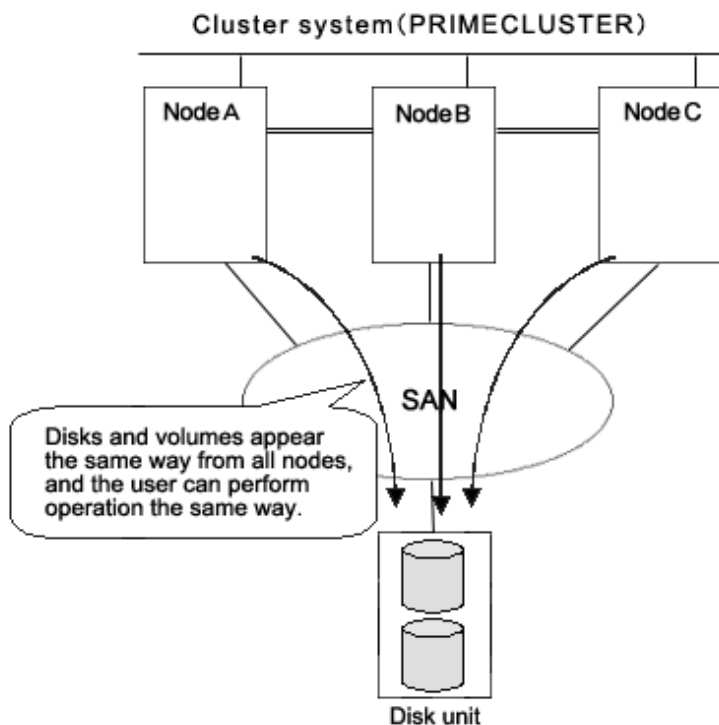 Cluster system(PRIMECLUSTER)
Node A
Node B
Node C
SAN
Disks and volumes appear
the same way from all nodes,
and the user can perform
operation the same way.
Disk unit